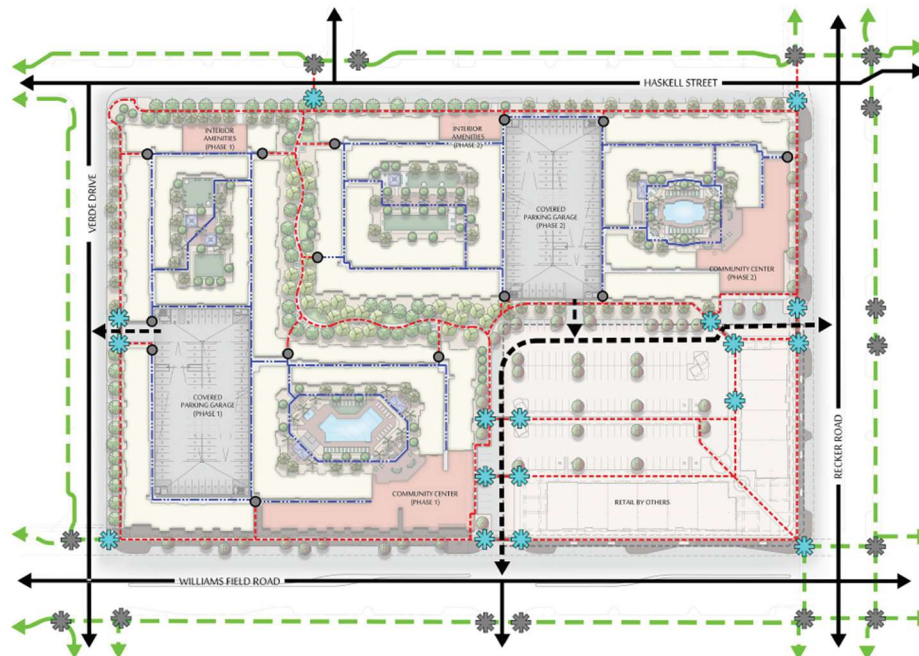 HASKELL STREET
INTERIOR
AMENITIES
(PHASE 1)
INTERIOR
AMENITIES
(PHASE 2)
VERDE DRIVE
COVERED
PARKING GARAGE
(PHASE 2)
COMMUNITY CENTER
(PHASE 2)
COVERED
PARKING GARAGE
(PHASE 1)
RECKER ROAD
COMMUNITY CENTER
(PHASE 1)
RETAIL BY OTHERS
WILLIAMS FIELD ROAD